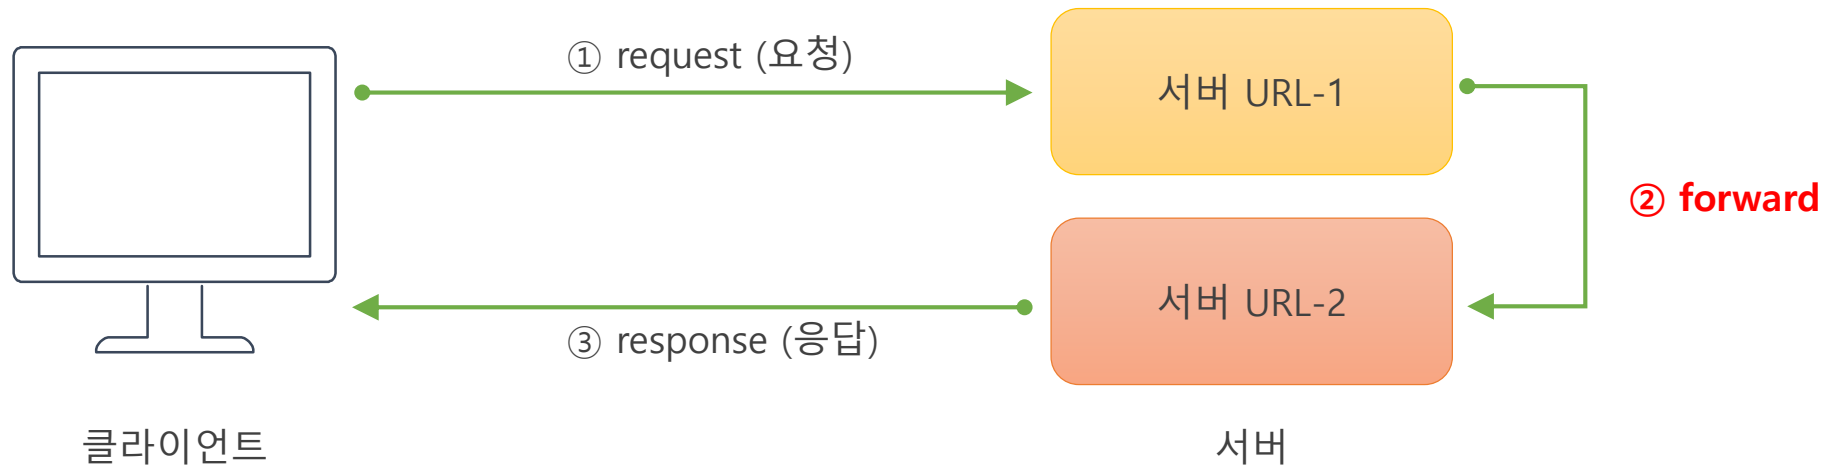 ① request (요청)
서버 URL-1
② forward
서버 URL-2
③ response (응답)
클라이언트
서버